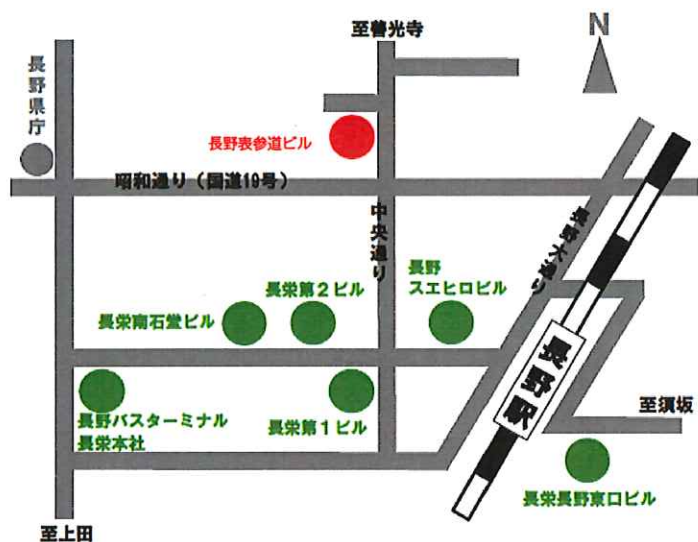 至善光寺
N
長野県庁
長野表参道ビル
昭和通り（国道19号）
中央通り
長野大通り
長野
スエヒロビル
長栄第2ビル
長栄南石堂ビル
長野駅
至須坂
長野バスターミナル
長栄本社
長栄第1ビル
長栄長野東口ビル
至上田